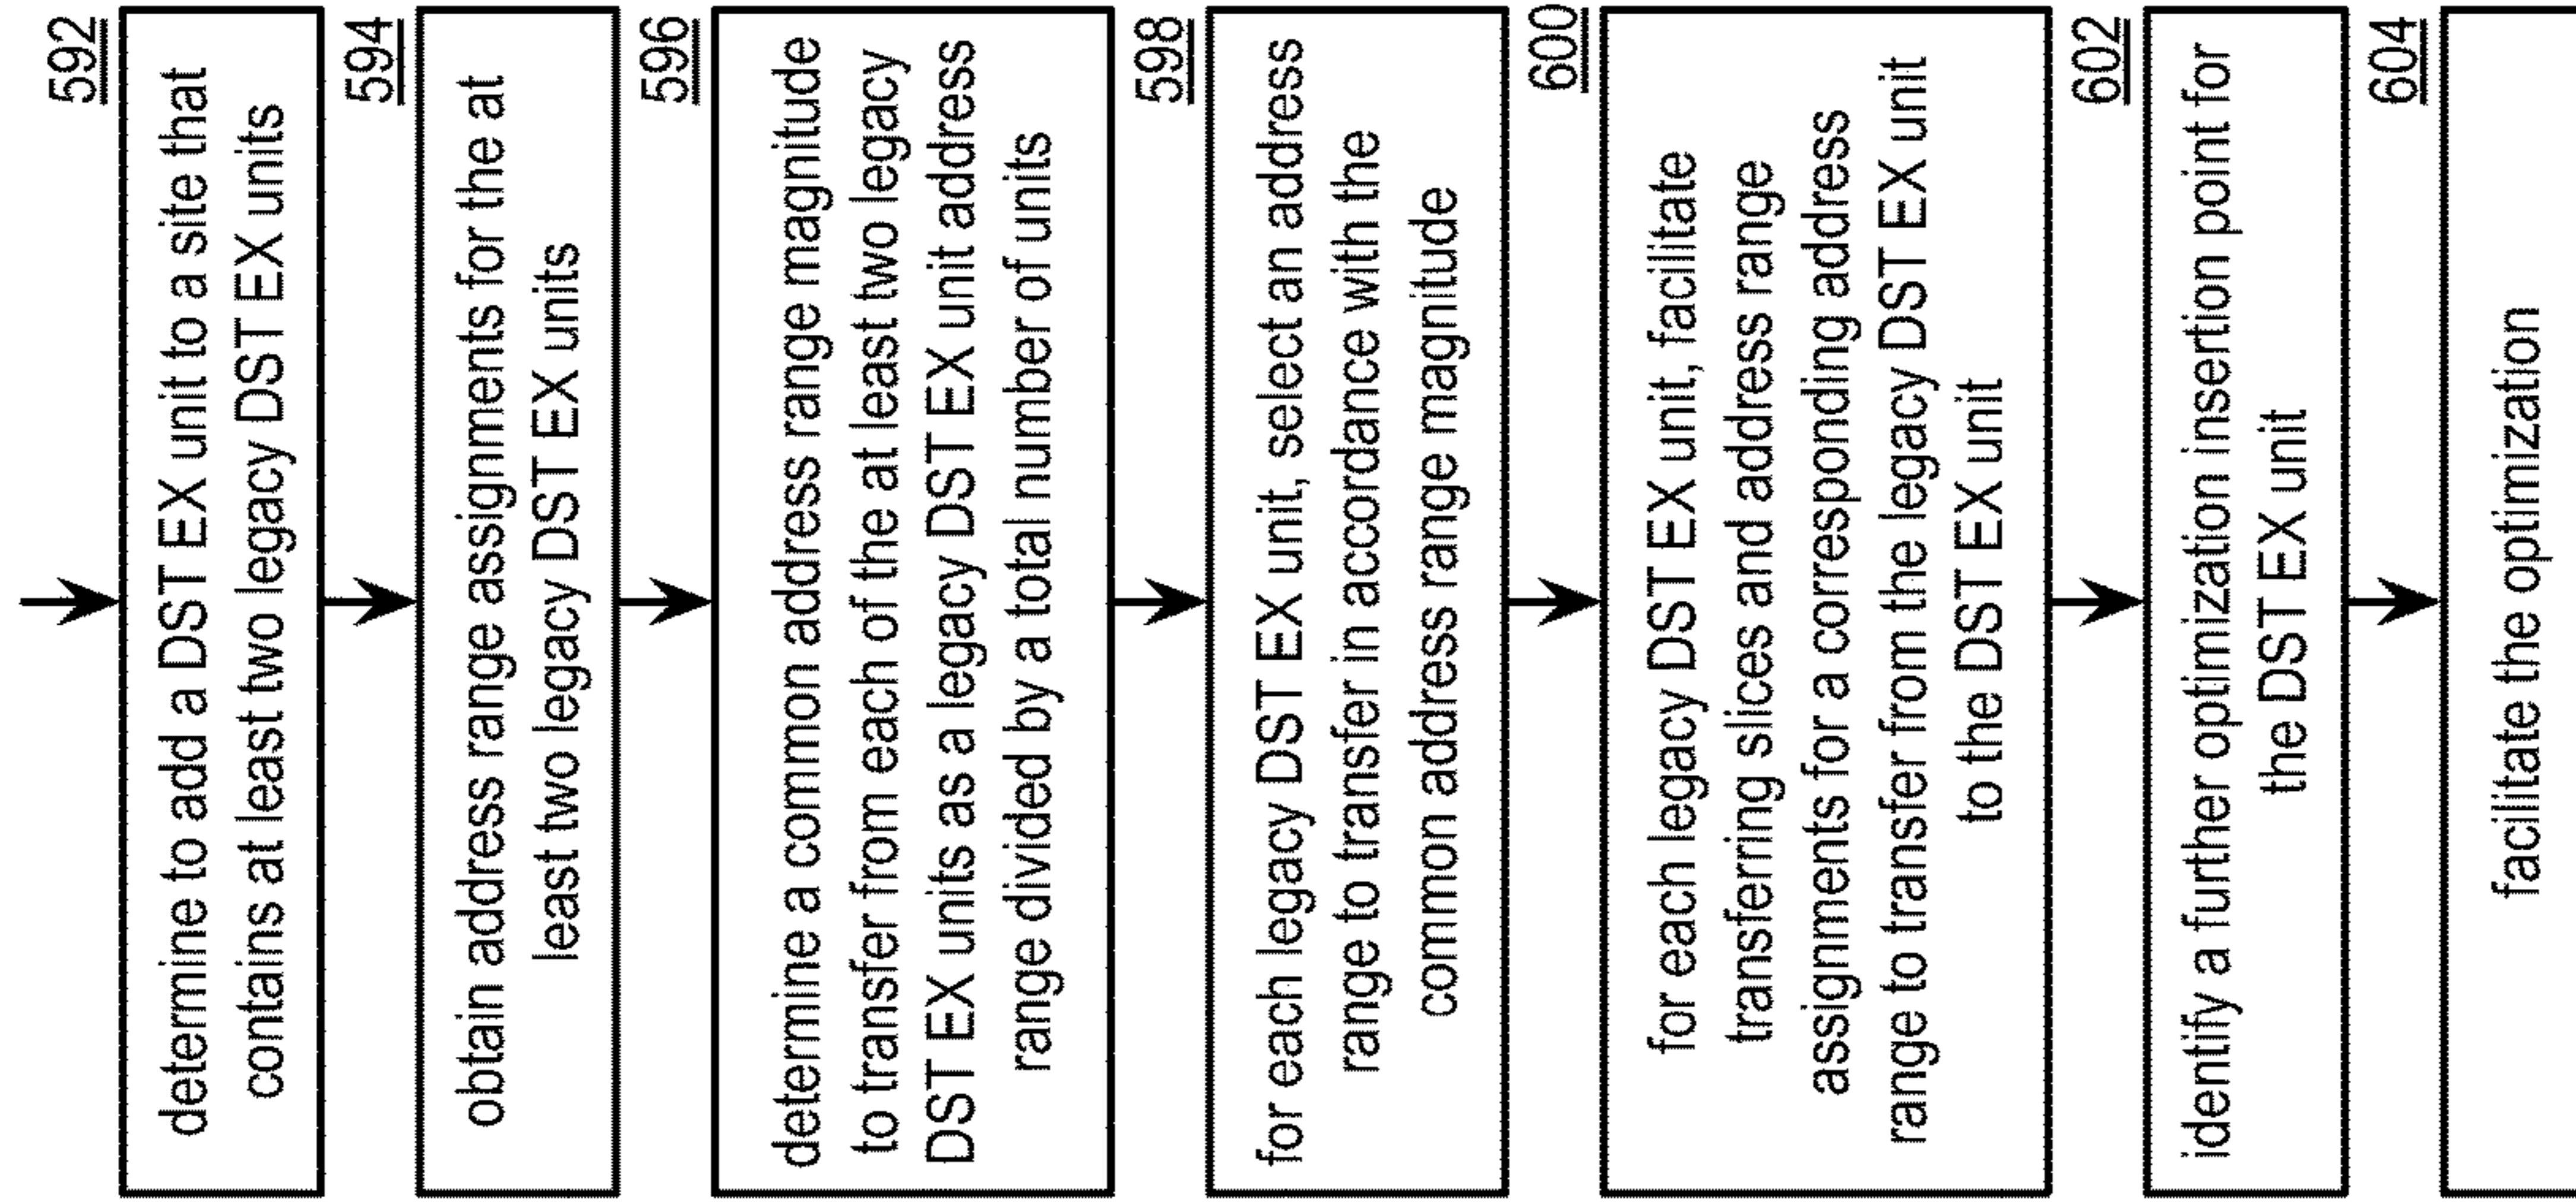 592
determine to add a DST EX unit to a site that
contains at least two legacy DST EX units
594
obtain address range assignments for the at
least two legacy DST EX units
596
determine a common address range magnitude
to transfer from each of the at least two legacy
DST EX units as a legacy DST EX unit address
range divided by a total number of units
598
for each legacy DST EX unit, select an address
range to transfer in accordance with the
common address range magnitude
600
for each legacy DST EX unit, facilitate
transferring slices and address range
assignments for a corresponding address
range to transfer from the legacy DST EX unit
to the DST EX unit
602
identify a further optimization insertion point for
the DST EX unit
604
facilitate the optimization